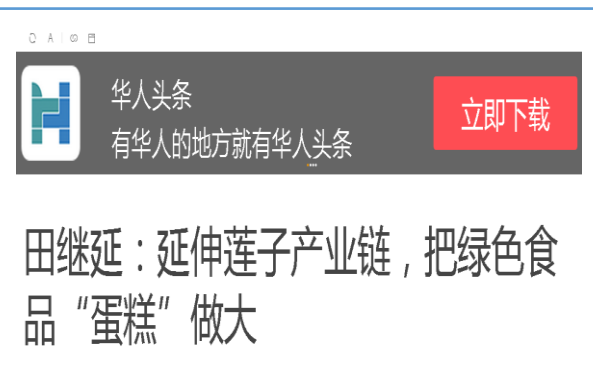 A
华人头条
有华人的地方就有华人头条
立即下载
田继延：延伸莲子产业链，把绿色食
品“蛋糕”做大